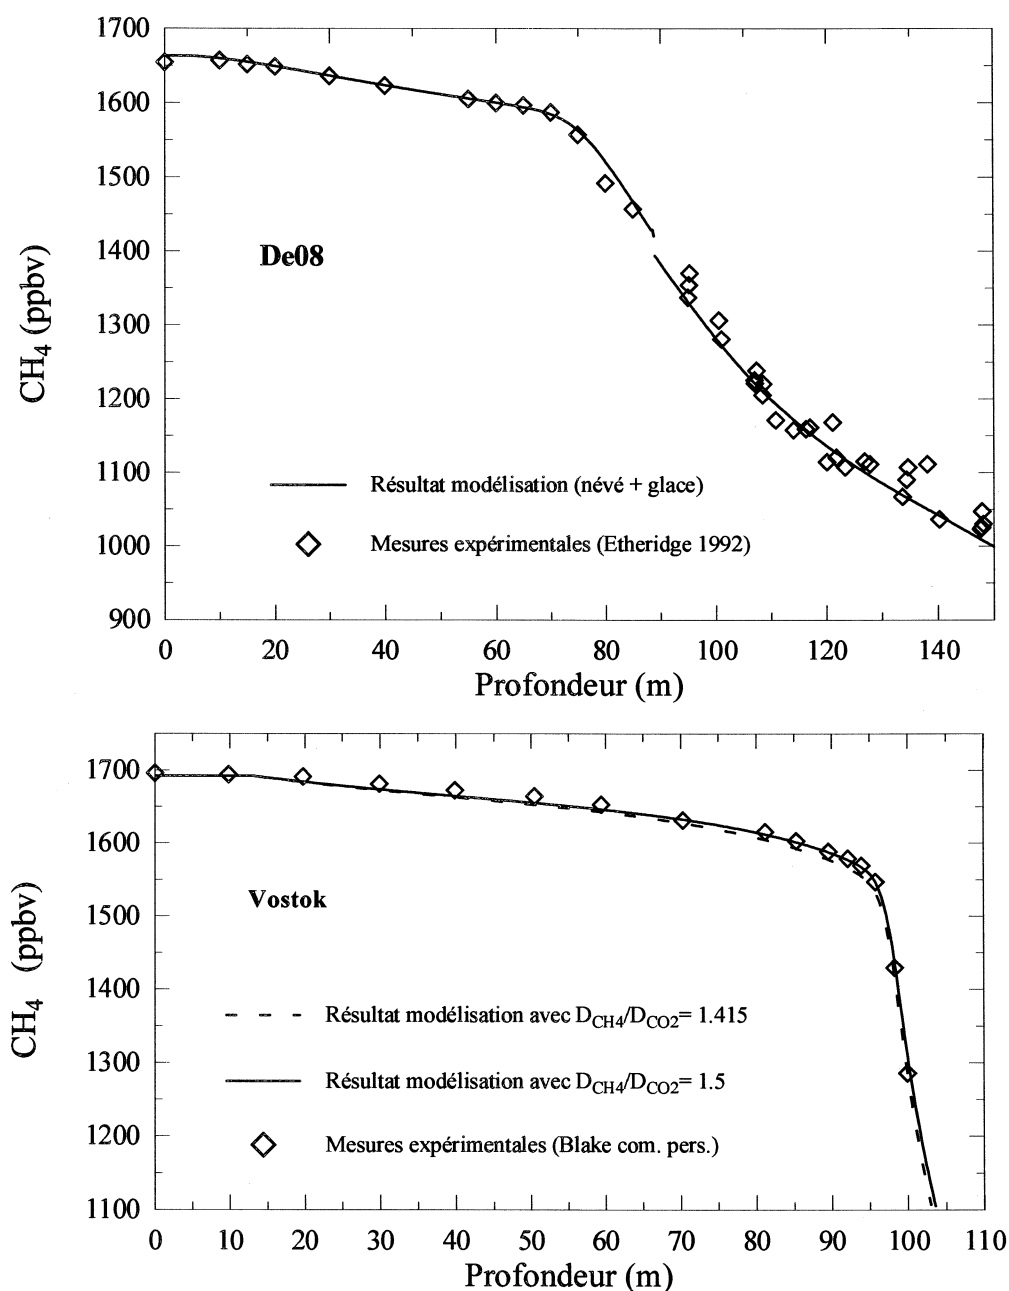 1700
1600
1500
1400
1300
1200
1100
1000
900
CH4 (ppbv)
De08
Résultat modélisation (névé + glace)
Mesures expérimentales (Etheridge 1992)
0 20 40 60 80 100 120 140
Profondeur (m)
1700
1600
1500
1400
1300
1200
1100
CH4 (ppbv)
Vostok
Résultat modélisation avec DCH4/DCO2= 1.415
Résultat modélisation avec DCH4/DCO2= 1.5
Mesures expérimentales (Blake com. pers.)
0 10 20 30 40 50 60 70 80 90 100 110
Profondeur (m)